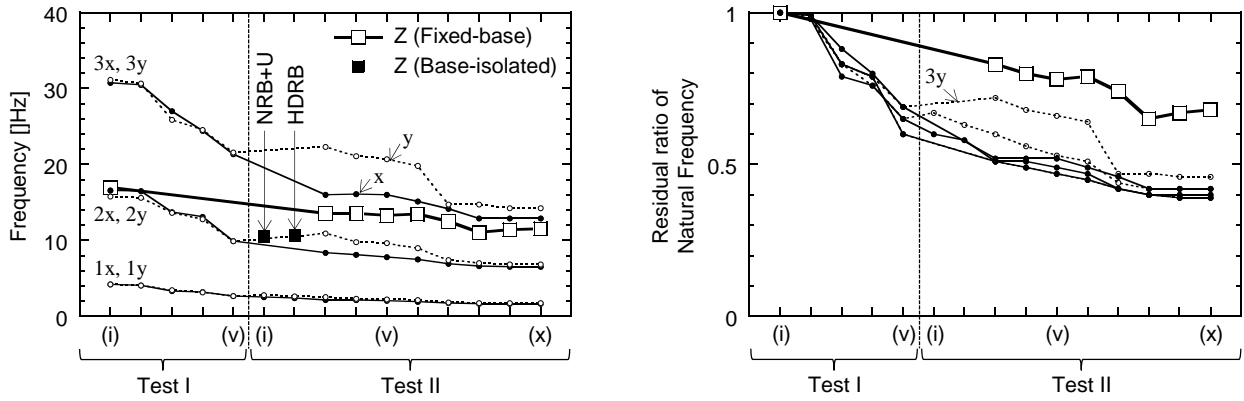 40
30
20
10
0
Frequency []Hz]
Z (Fixed-base)
Z (Base-isolated)
3x, 3y
NRB+U
HDRB
y
x
2x, 2y
1x, 1y
(i)
(v)
(i)
(v)
(x)
Test I
Test II
1
0.5
0
Residual ratio of
Natural Frequency
3y
(i)
(v)
(i)
(v)
(x)
Test I
Test II